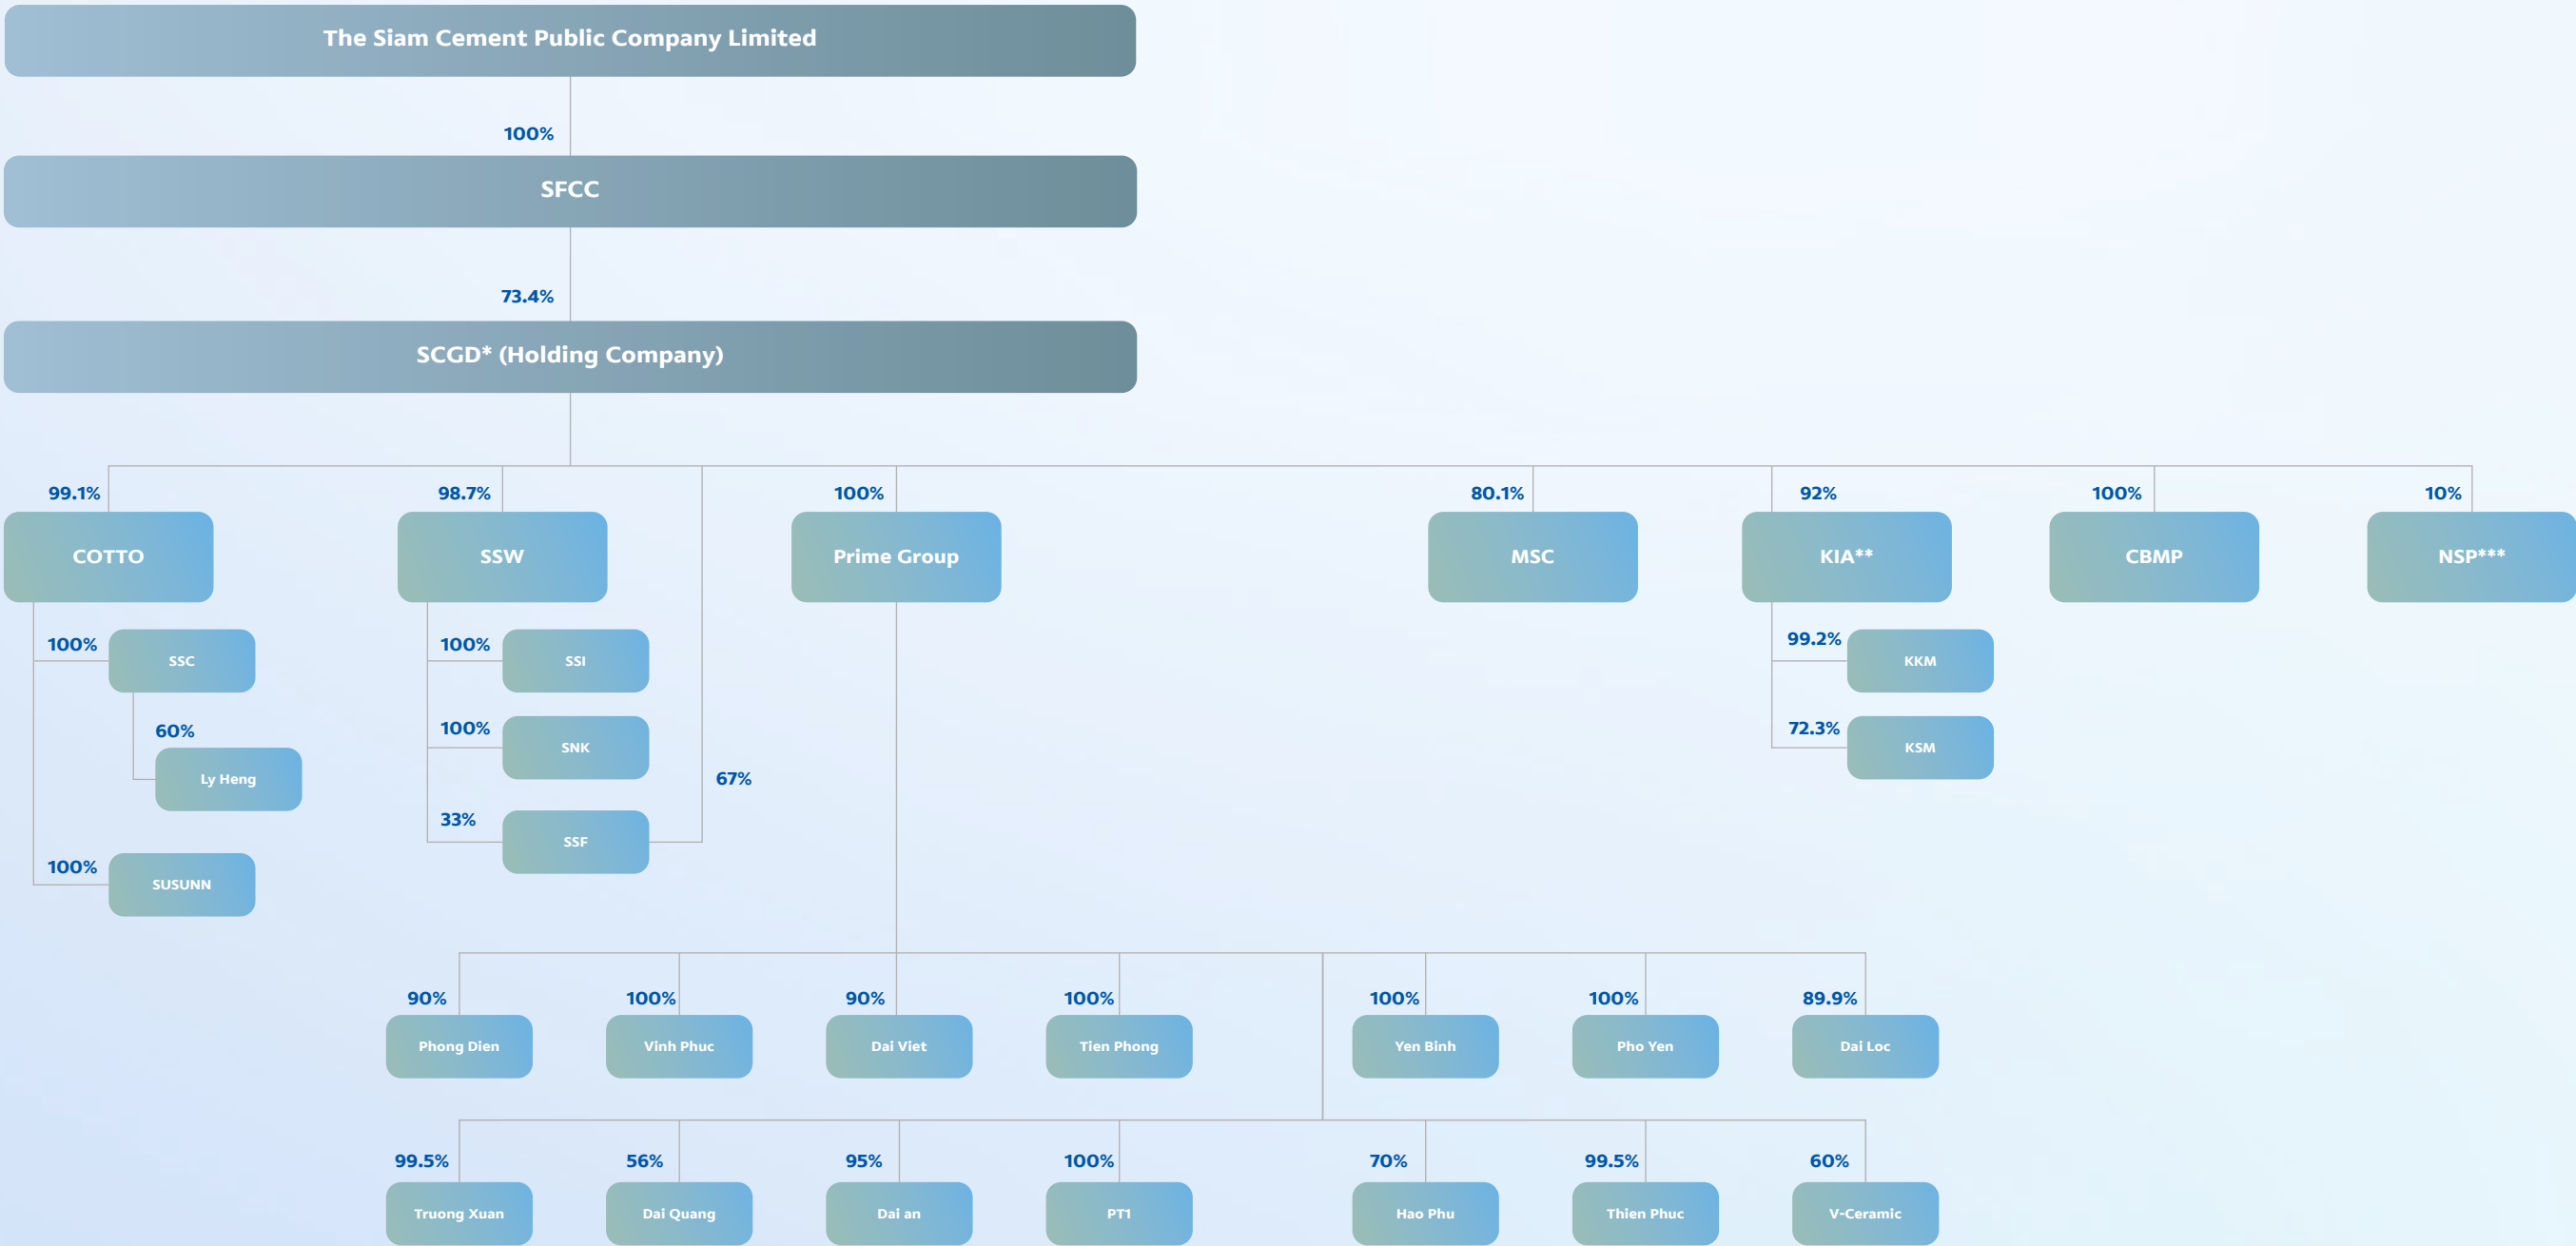 The Siam Cement Public Company Limited
100%
SFCC
73.4%
SCGD* (Holding Company)
99.1%
98.7%
100%
80.1%
92%
100%
10%
COTTO
SSW
Prime Group
MSC
KIA**
CBMP
NSP***
100%
SSC
100%
SSI
99.2%
KKM
60%
Ly Heng
100%
SNK
72.3%
KSM
67%
33%
SSF
100%
SUSUNN
90%
100%
90%
100%
100%
100%
89.9%
Phong Dien
Vinh Phuc
Dai Viet
Tien Phong
Yen Binh
Pho Yen
Dai Loc
99.5%
56%
95%
100%
70%
99.5%
60%
Truong Xuan
Dai Quang
Dai an
PT1
Hao Phu
Thien Phuc
V-Ceramic